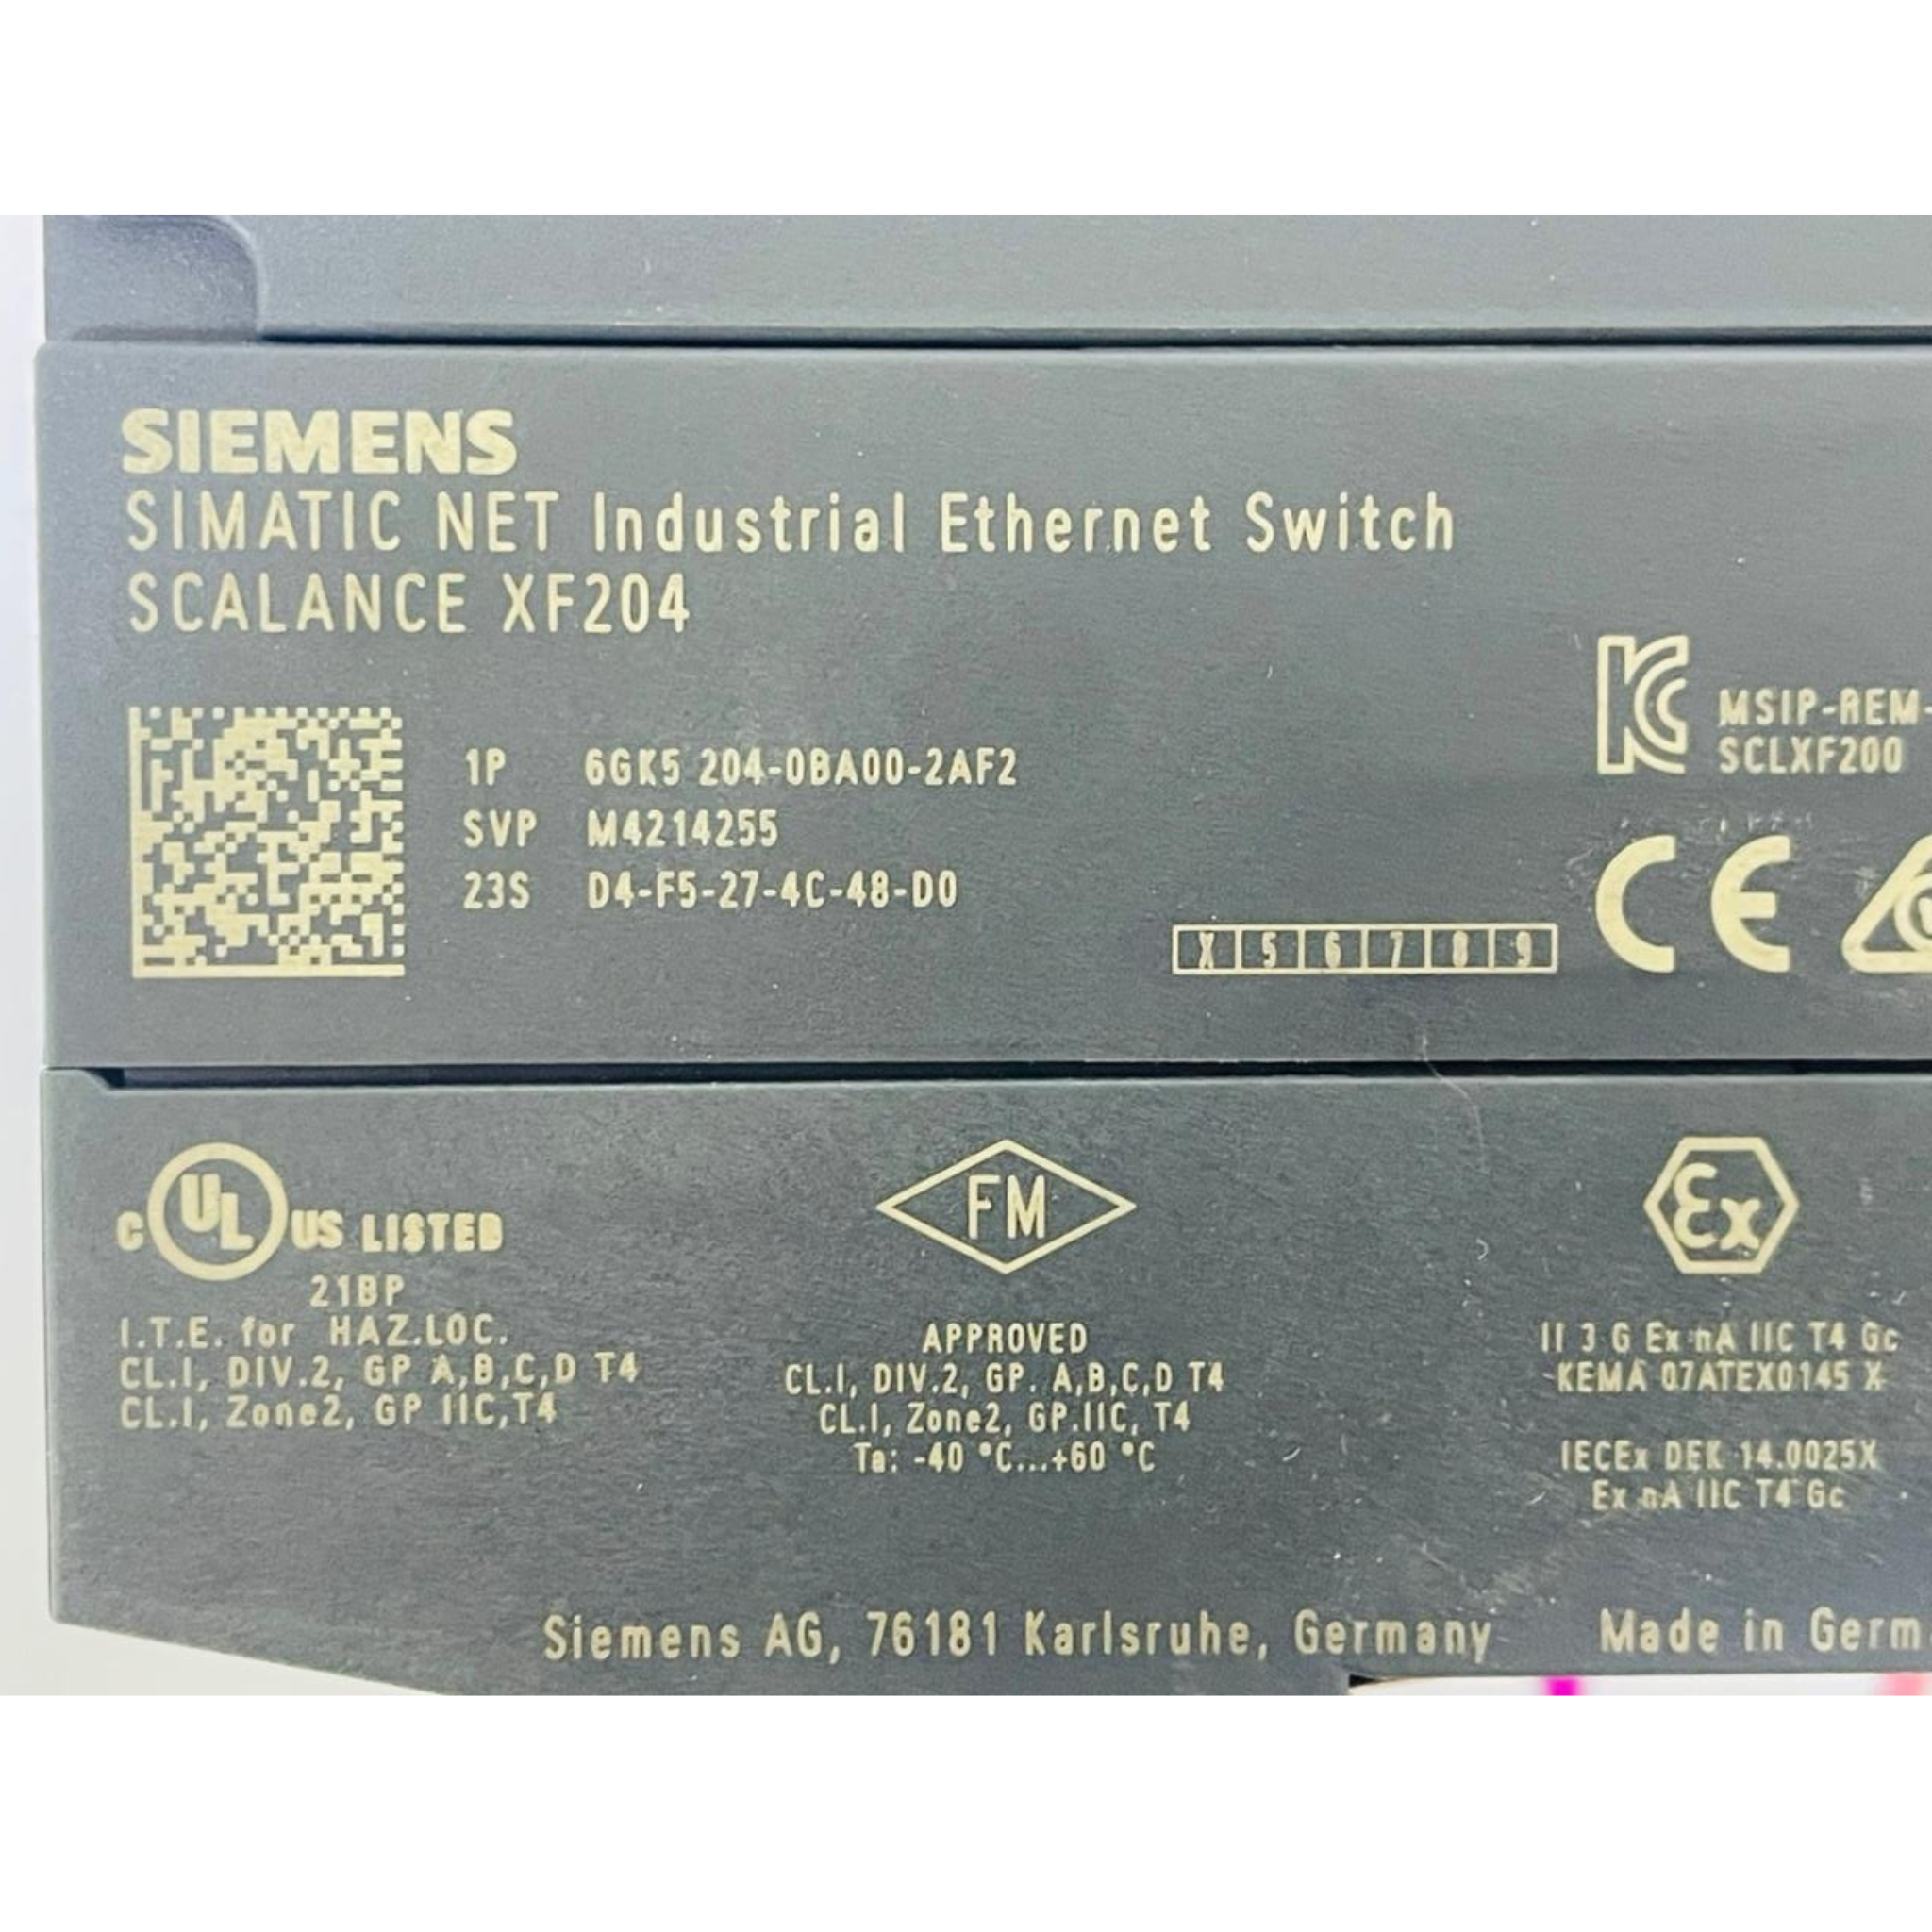 SIEMENS
SIMATIC NET Industrial Ethernet Switch
SCALANCE XF204
MSIP-REM-
SCLXF200
1P 6GK5 204-0BA00-2AF2
SVP M4214255
23S D4-F5-27-4C-48-D0
X 5 6 7 8 9
CE
C UL US LISTED
21BP
I.T.E. for HAZ.LOC.
CL.I, DIV.2, GP A,B,C,D T4
CL.I, Zone2, GP IIC,T4
FM
APPROVED
CL.I, DIV.2, GP. A,B,C,D T4
CL.I, Zone2, GP.IIC, T4
Ta: -40 °C...+60 °C
Ex
II 3 G Ex nA IIC T4 Gc
KEMA 07ATEX0145 X
IECEx DEK 14.0025X
Ex nA IIC T4 Gc
Siemens AG, 76181 Karlsruhe, Germany Made in Germ